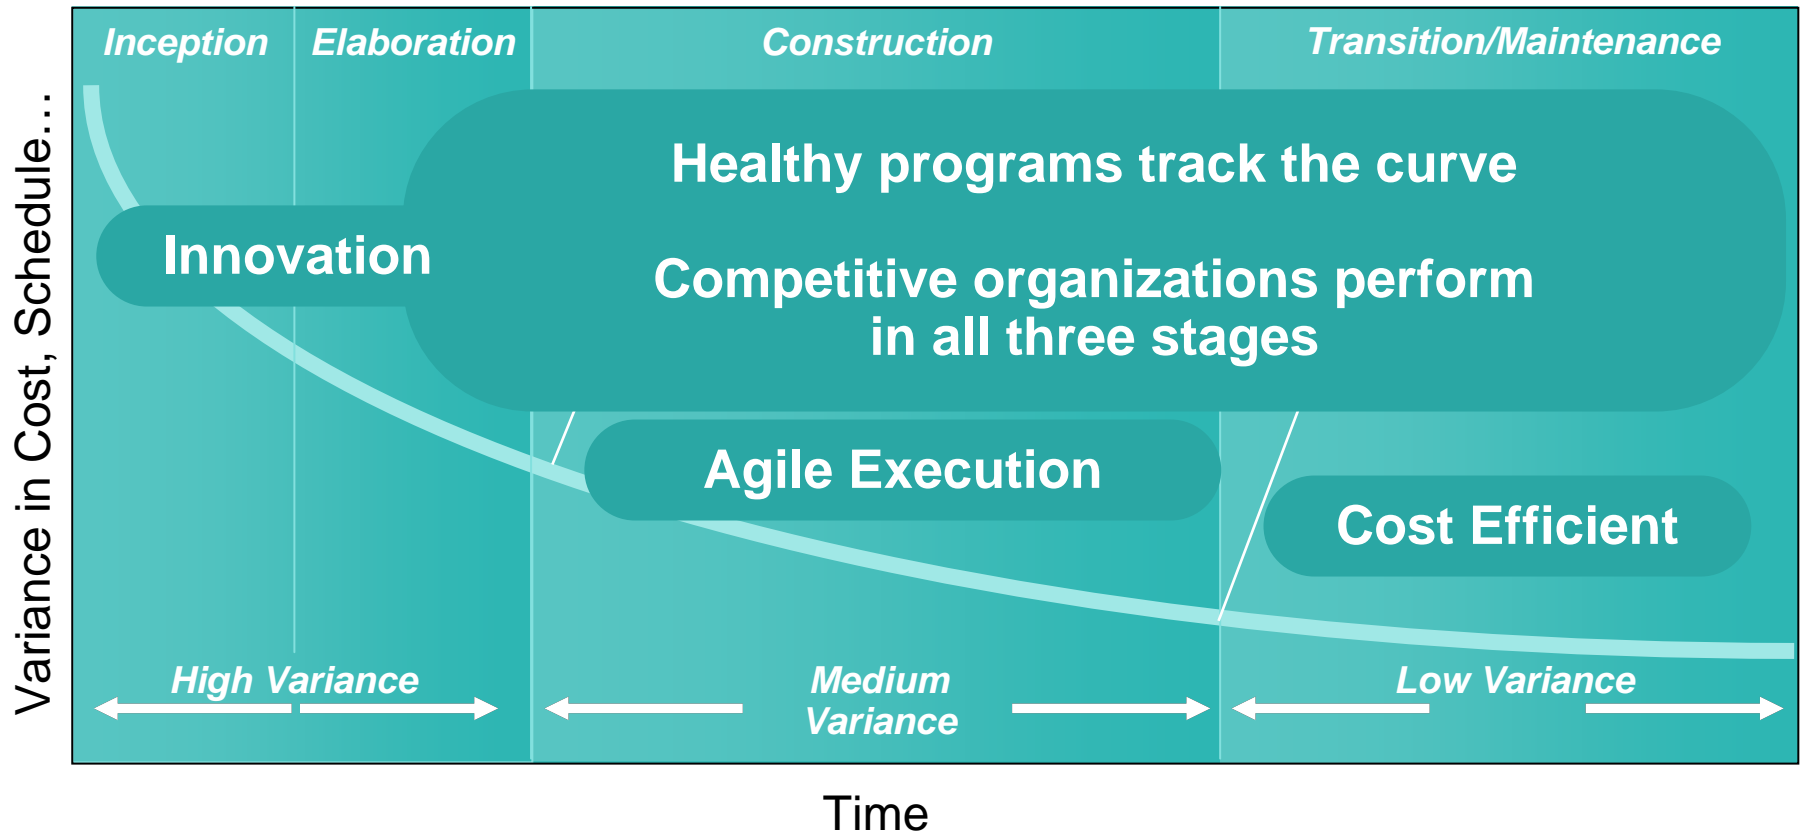 Inception
Elaboration
Construction
Transition/Maintenance
Variance in Cost, Schedule…
Healthy programs track the curve
Innovation
Competitive organizations perform
in all three stages
Agile Execution
Cost Efficient
High Variance
Medium
Variance
Low Variance
Time